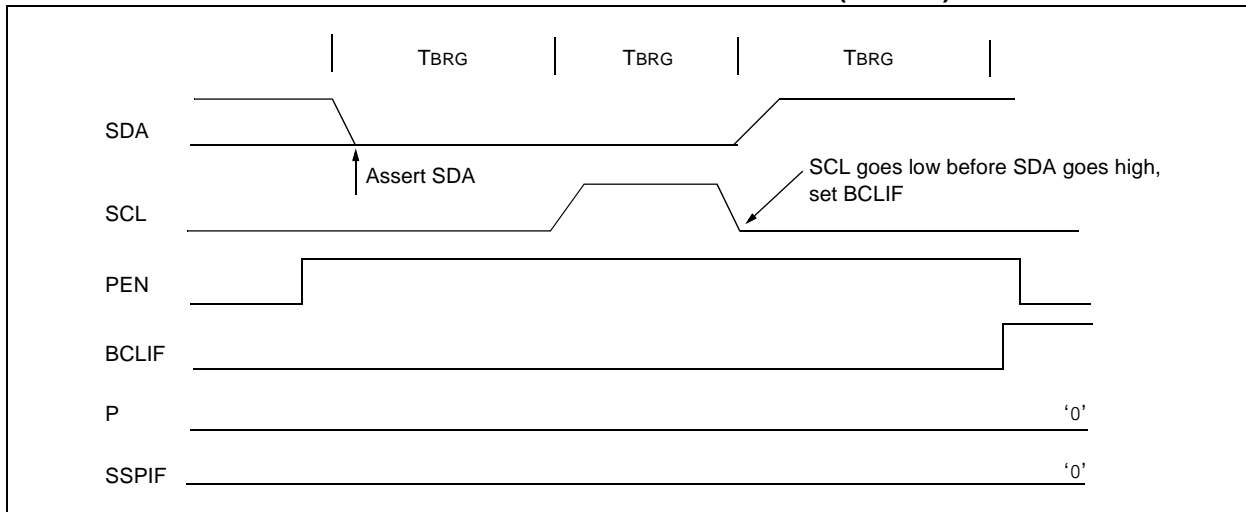 TBRG TBRG TBRG
SDA
Assert SDA
SCL goes low before SDA goes high,
set BCLIF
SCL
PEN
BCLIF
P ‘0’
SSPIF ‘0’